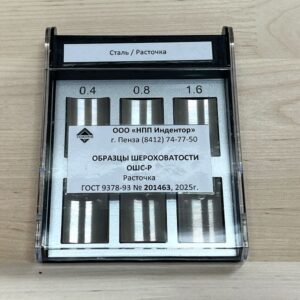 Сталь / Расточка
0.4 0.8 1.6
ООО «НПП Индентор»
г. Пенза (8412) 74-77-50
ОБРАЗЦЫ ШЕРОХОВАТОСТИ
ОШС-Р
Расточка
ГОСТ 9378-93 № 201463, 2025г.